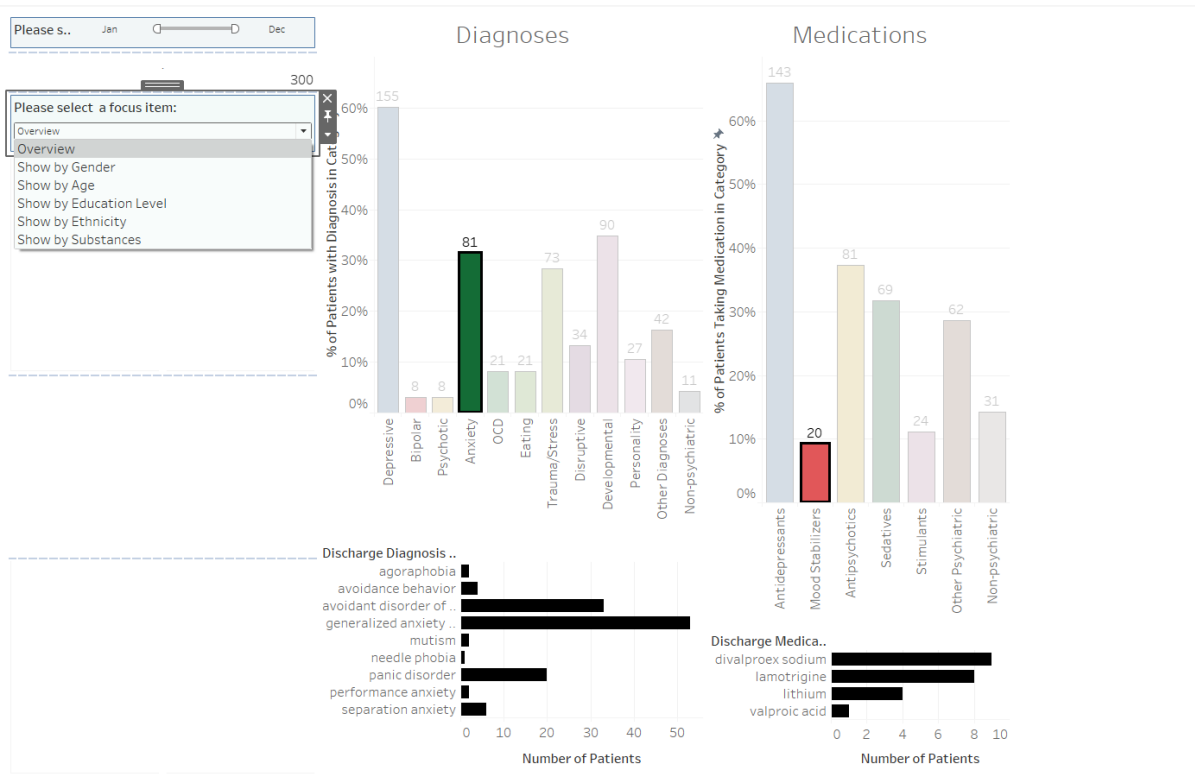 Please s..
Jan
Dec
300
Please select a focus item:
Overview
Overview
Show by Gender
Show by Age
Show by Education Level
Show by Ethnicity
Show by Substances
Diagnoses
% of Patients with Diagnosis in Cat
60%
50%
40%
30%
20%
10%
0%
155
8
8
81
21
21
73
34
90
27
42
11
Depressive
Bipolar
Psychotic
Anxiety
OCD
Eating
Trauma/Stress
Disruptive
Developmental
Personality
Other Diagnoses
Non-psychiatric
Discharge Diagnosis ..
agoraphobia
avoidance behavior
avoidant disorder of ..
generalized anxiety ..
mutism
needle phobia
panic disorder
performance anxiety
separation anxiety
0 10 20 30 40 50
Number of Patients
Medications
% of Patients Taking Medication in Category
60%
50%
40%
30%
20%
10%
0%
143
20
81
69
24
62
31
Antidepressants
Mood Stabilizers
Antipsychotics
Sedatives
Stimulants
Other Psychiatric
Non-psychiatric
Discharge Medica..
divalproex sodium
lamotrigine
lithium
valproic acid
0 2 4 6 8 10
Number of Patients